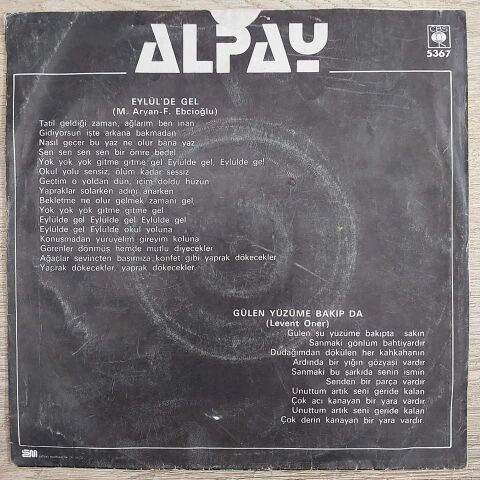 ALPAY
CBS
5367
EYLÜL'DE GEL
(M. Aryan-F. Ebcioğlu)
Tatil geldiği zaman, ağlarım ben inan
Gidiyorsun işte arkana bakmadan
Nasıl geçer bu yaz ne olur bana yaz
Sen sen sen sen bir ömre bedel
Yok yok yok gitme gitme gel Eylülde gel, Eylülde gel
Okul yolu sensiz, ölüm kadar sessiz
Geçtim o yoldan dün, içim doldu hüzün
Yapraklar solarken adını anarken
Bekletme ne olur gelmek zamanı gel
Yok yok yok gitme gitme gel
Eylülde gel Eylülde gel Eylülde gel
Eylülde Eylülde gel okul yoluna
Konuşmadan yürüyelim gireyim koluna
Görenler dönmüş hemde mutlu diyecekler
Ağaçlar sevinçten başımıza konfet gibi yaprak dökecekler
Yaprak dökecekler, yaprak dökecekler.
GÜLEN YÜZÜME BAKIP DA
(Levent Öner)
Gülen şu yüzüme bakıpta sakın
Sanmaki gönlüm bahtiyardır
Dudağımdan dökülen her kahkahanın
Ardında bir yığın gözyaşı vardır
Sanmaki bu şarkıda senin ismin
Senden bir parça vardır
Unuttum artık seni geride kalan
Çok acı kanayan bir yara vardır
Unuttum artık seni geride kalan
Çok derin kanayan bir yara vardır.